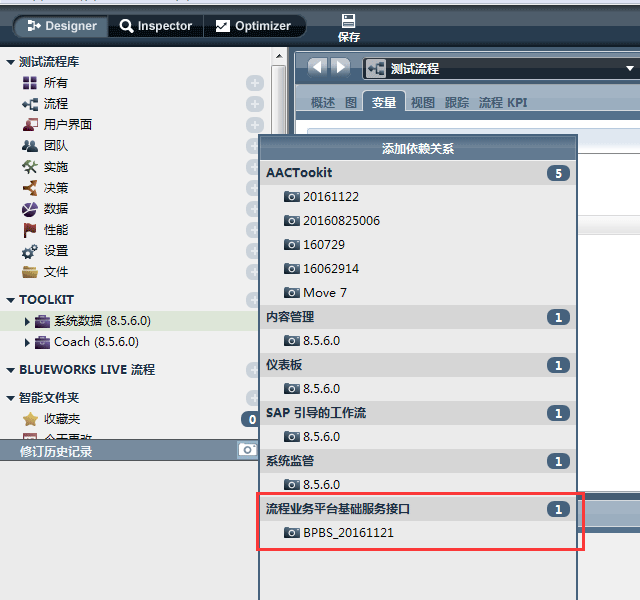 Designer Inspector Optimizer
保存
测试流程库
所有
流程
用户界面
团队
实施
决策
数据
性能
设置
文件
TOOLKIT
系统数据 (8.5.6.0)
Coach (8.5.6.0)
BLUEWORKS LIVE 流程
智能文件夹
收藏夹 0
今天更改
修订历史记录
测试流程
概述 图 变量 视图 跟踪 流程 KPI
添加依赖关系
AACTookit 5
20161122
20160825006
160729
16062914
Move 7
内容管理 1
8.5.6.0
仪表板 1
8.5.6.0
SAP 引导的工作流 1
8.5.6.0
系统监管 1
8.5.6.0
流程业务平台基础服务接口 1
BPBS_20161121